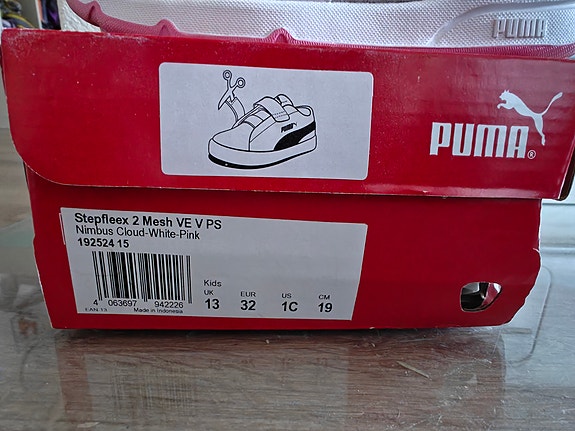 PUMA
PUMA®
PUMA
Stepfleex 2 Mesh VE V PS
Nimbus Cloud-White-Pink
192524 15
4 063697 942226
EAN 13 Made in Indonesia
Kids
UK EUR US CM
13 32 1C 19